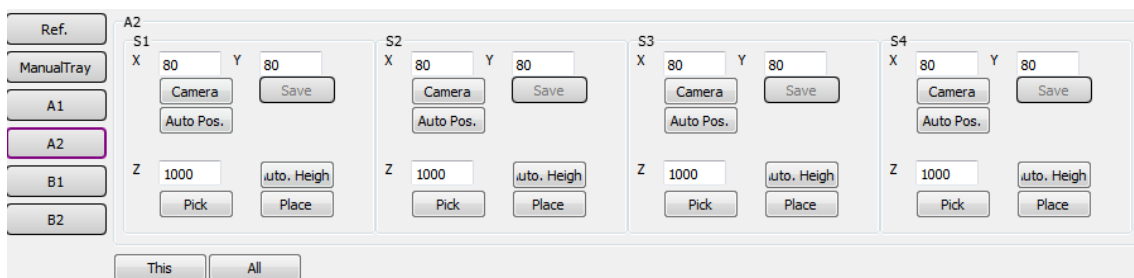 Ref.
ManualTray
A1
A2
B1
B2
A2
S1
X 80 Y 80
Camera Save
Auto Pos.
Z 1000 uto. Heigh
Pick Place
S2
X 80 Y 80
Camera Save
Auto Pos.
Z 1000 uto. Heigh
Pick Place
S3
X 80 Y 80
Camera Save
Auto Pos.
Z 1000 uto. Heigh
Pick Place
S4
X 80 Y 80
Camera Save
Auto Pos.
Z 1000 uto. Heigh
Pick Place
This All